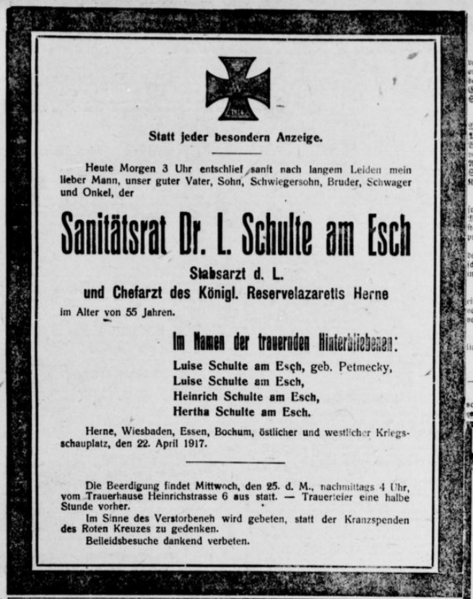 Statt jeder besondern Anzeige.
Heute Morgen 3 Uhr entschlief sanft nach langem Leiden mein
lieber Mann, unser guter Vater, Sohn, Schwiegersohn, Bruder, Schwager
und Onkel, der
Sanitätsrat Dr. L. Schulte am Esch
Stabsarzt d. L.
und Chefarzt des Königl. Reservelazaretts Herne
im Alter von 55 Jahren.
Im Namen der trauernden Hinterbliebenen:
Luise Schulte am Esch, geb. Petmecky,
Luise Schulte am Esch,
Heinrich Schulte am Esch,
Hertha Schulte am Esch.
Herne, Wiesbaden, Essen, Bochum, östlicher und westlicher Kriegs-
schauplatz, den 22. April 1917.
Die Beerdigung findet Mittwoch, den 25. d. M., nachmittags 4 Uhr,
vom Trauerhause Heinrichstrasse 6 aus statt. — Trauerfeier eine halbe
Stunde vorher.
Im Sinne des Verstorbeneh wird gebeten, statt der Kranzspenden
des Roten Kreuzes zu gedenken.
Beileidsbesuche dankend verbeten.